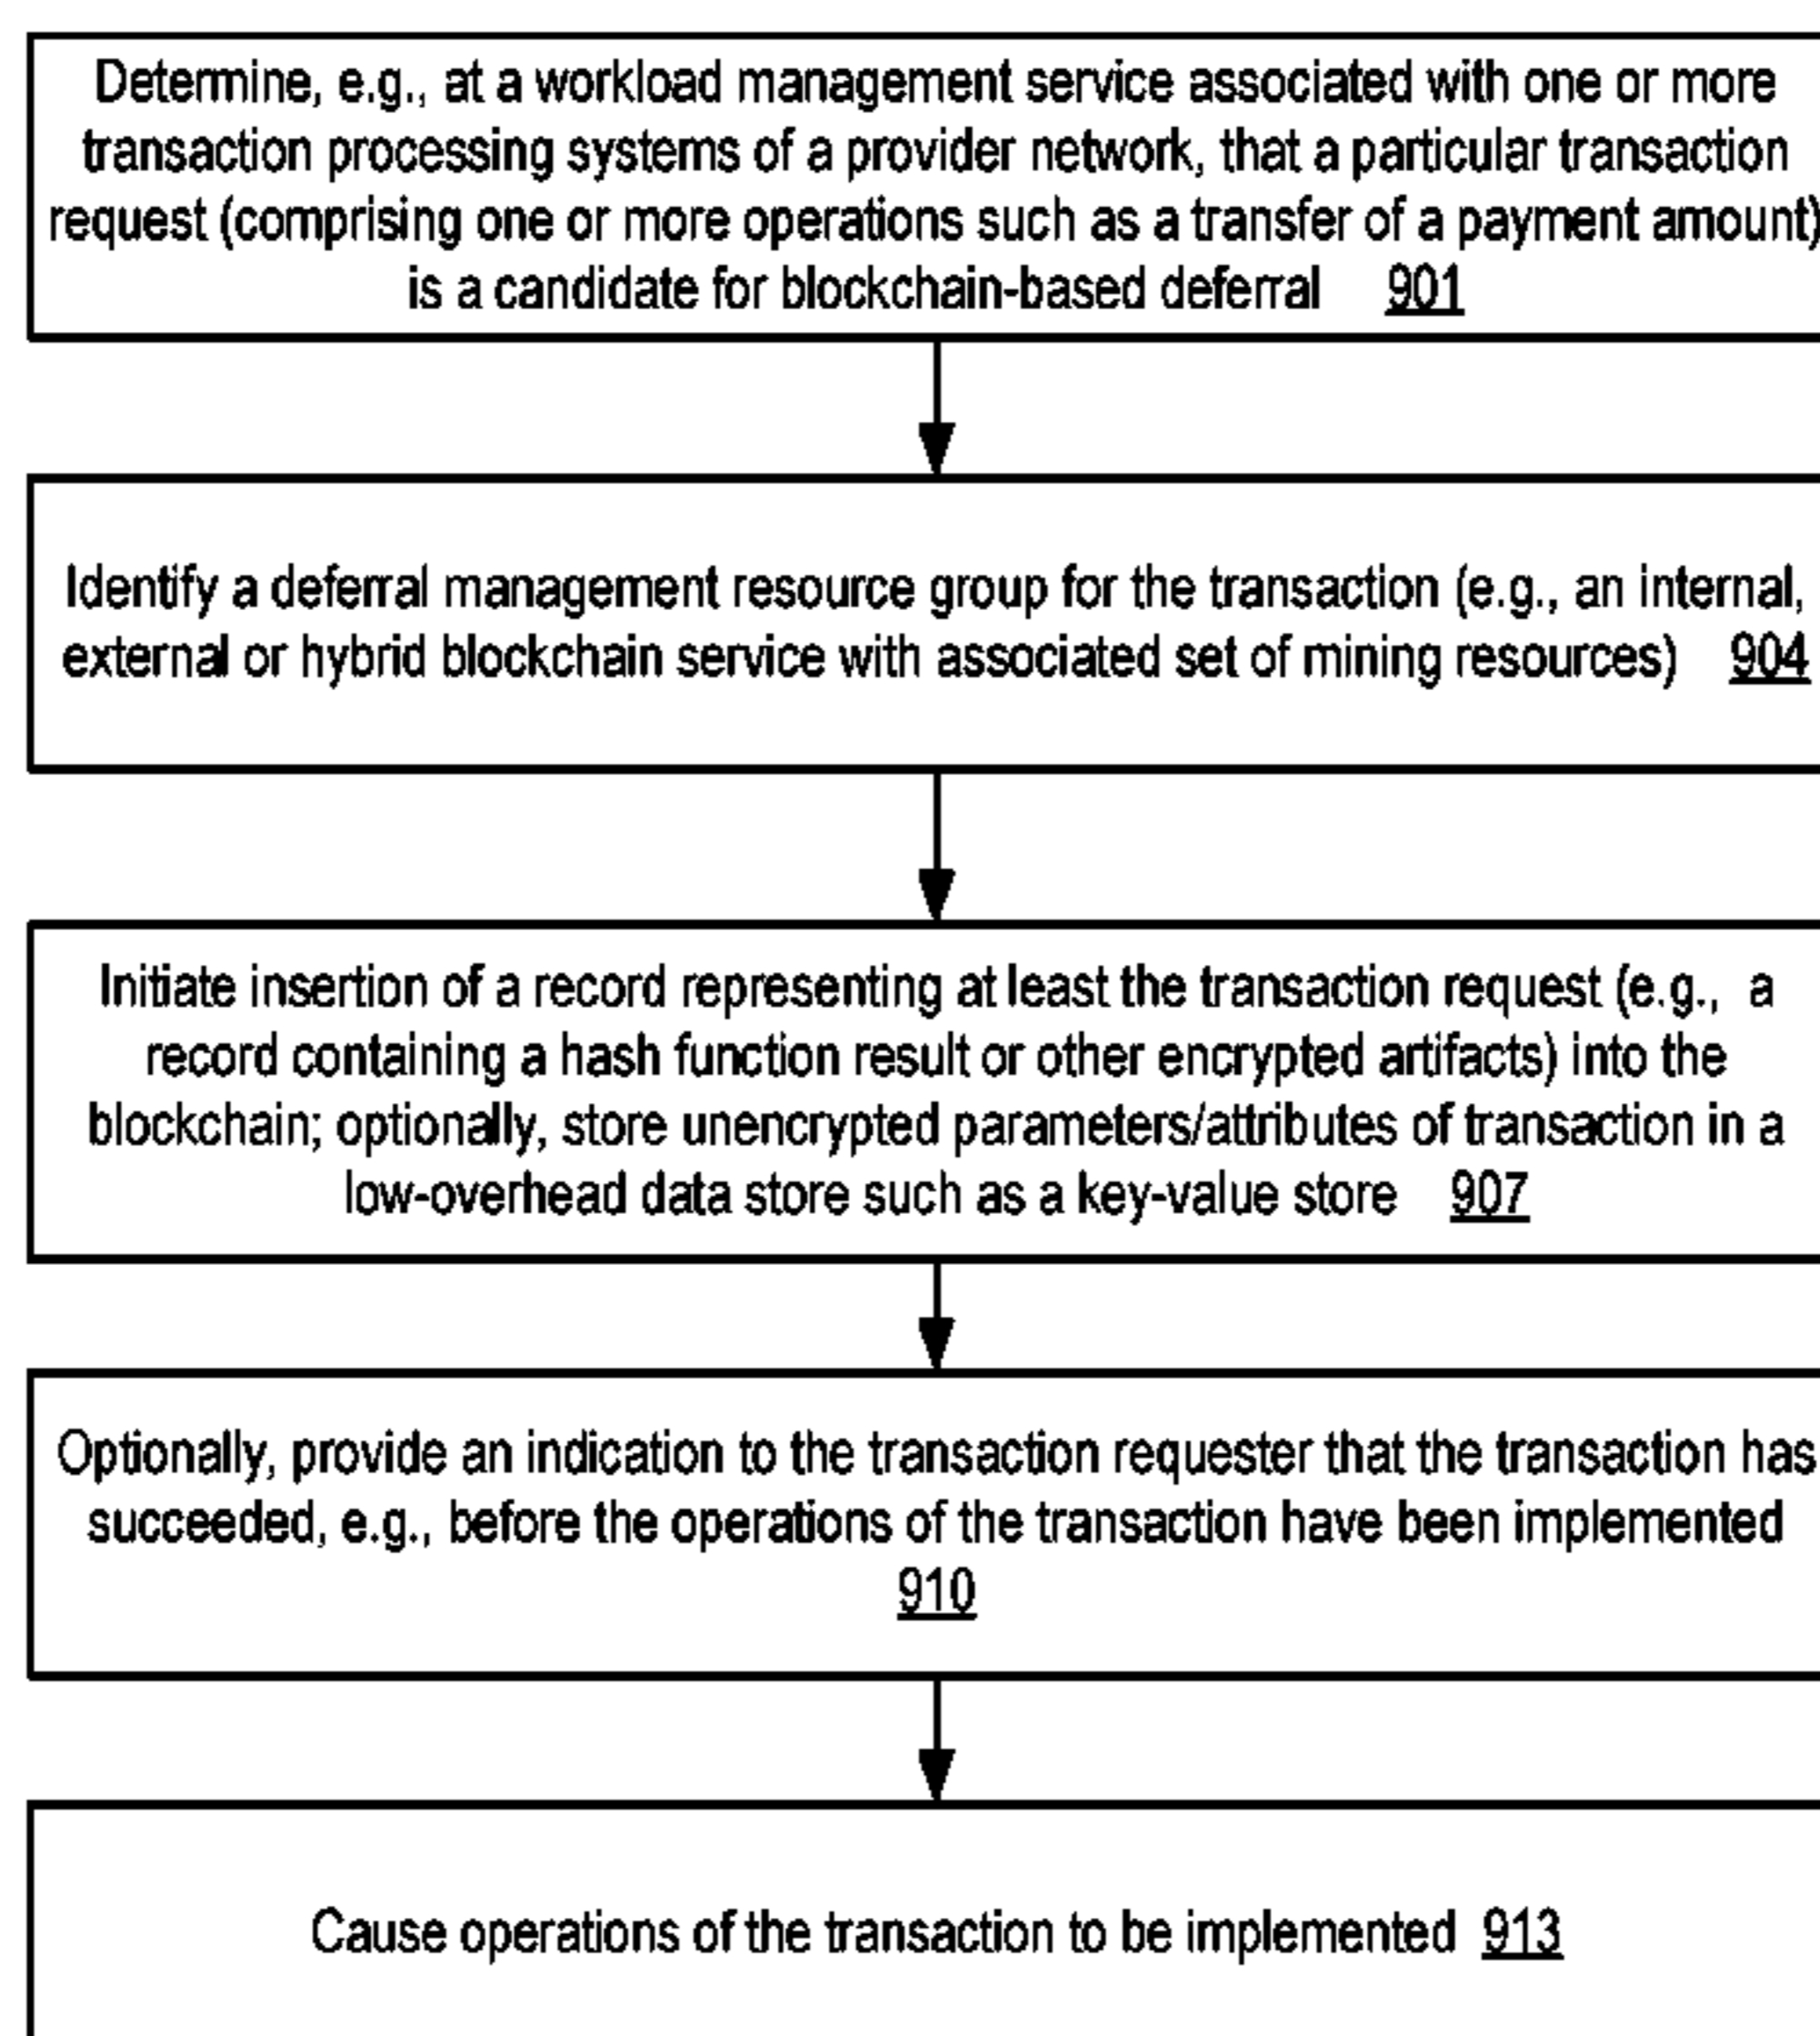 Determine, e.g., at a workload management service associated with one or more
transaction processing systems of a provider network, that a particular transaction
request (comprising one or more operations such as a transfer of a payment amount)
is a candidate for blockchain-based deferral 901
Identify a deferral management resource group for the transaction (e.g., an internal,
external or hybrid blockchain service with associated set of mining resources) 904
Initiate insertion of a record representing at least the transaction request (e.g., a
record containing a hash function result or other encrypted artifacts) into the
blockchain; optionally, store unencrypted parameters/attributes of transaction in a
low-overhead data store such as a key-value store 907
Optionally, provide an indication to the transaction requester that the transaction has
succeeded, e.g., before the operations of the transaction have been implemented
910
Cause operations of the transaction to be implemented 913